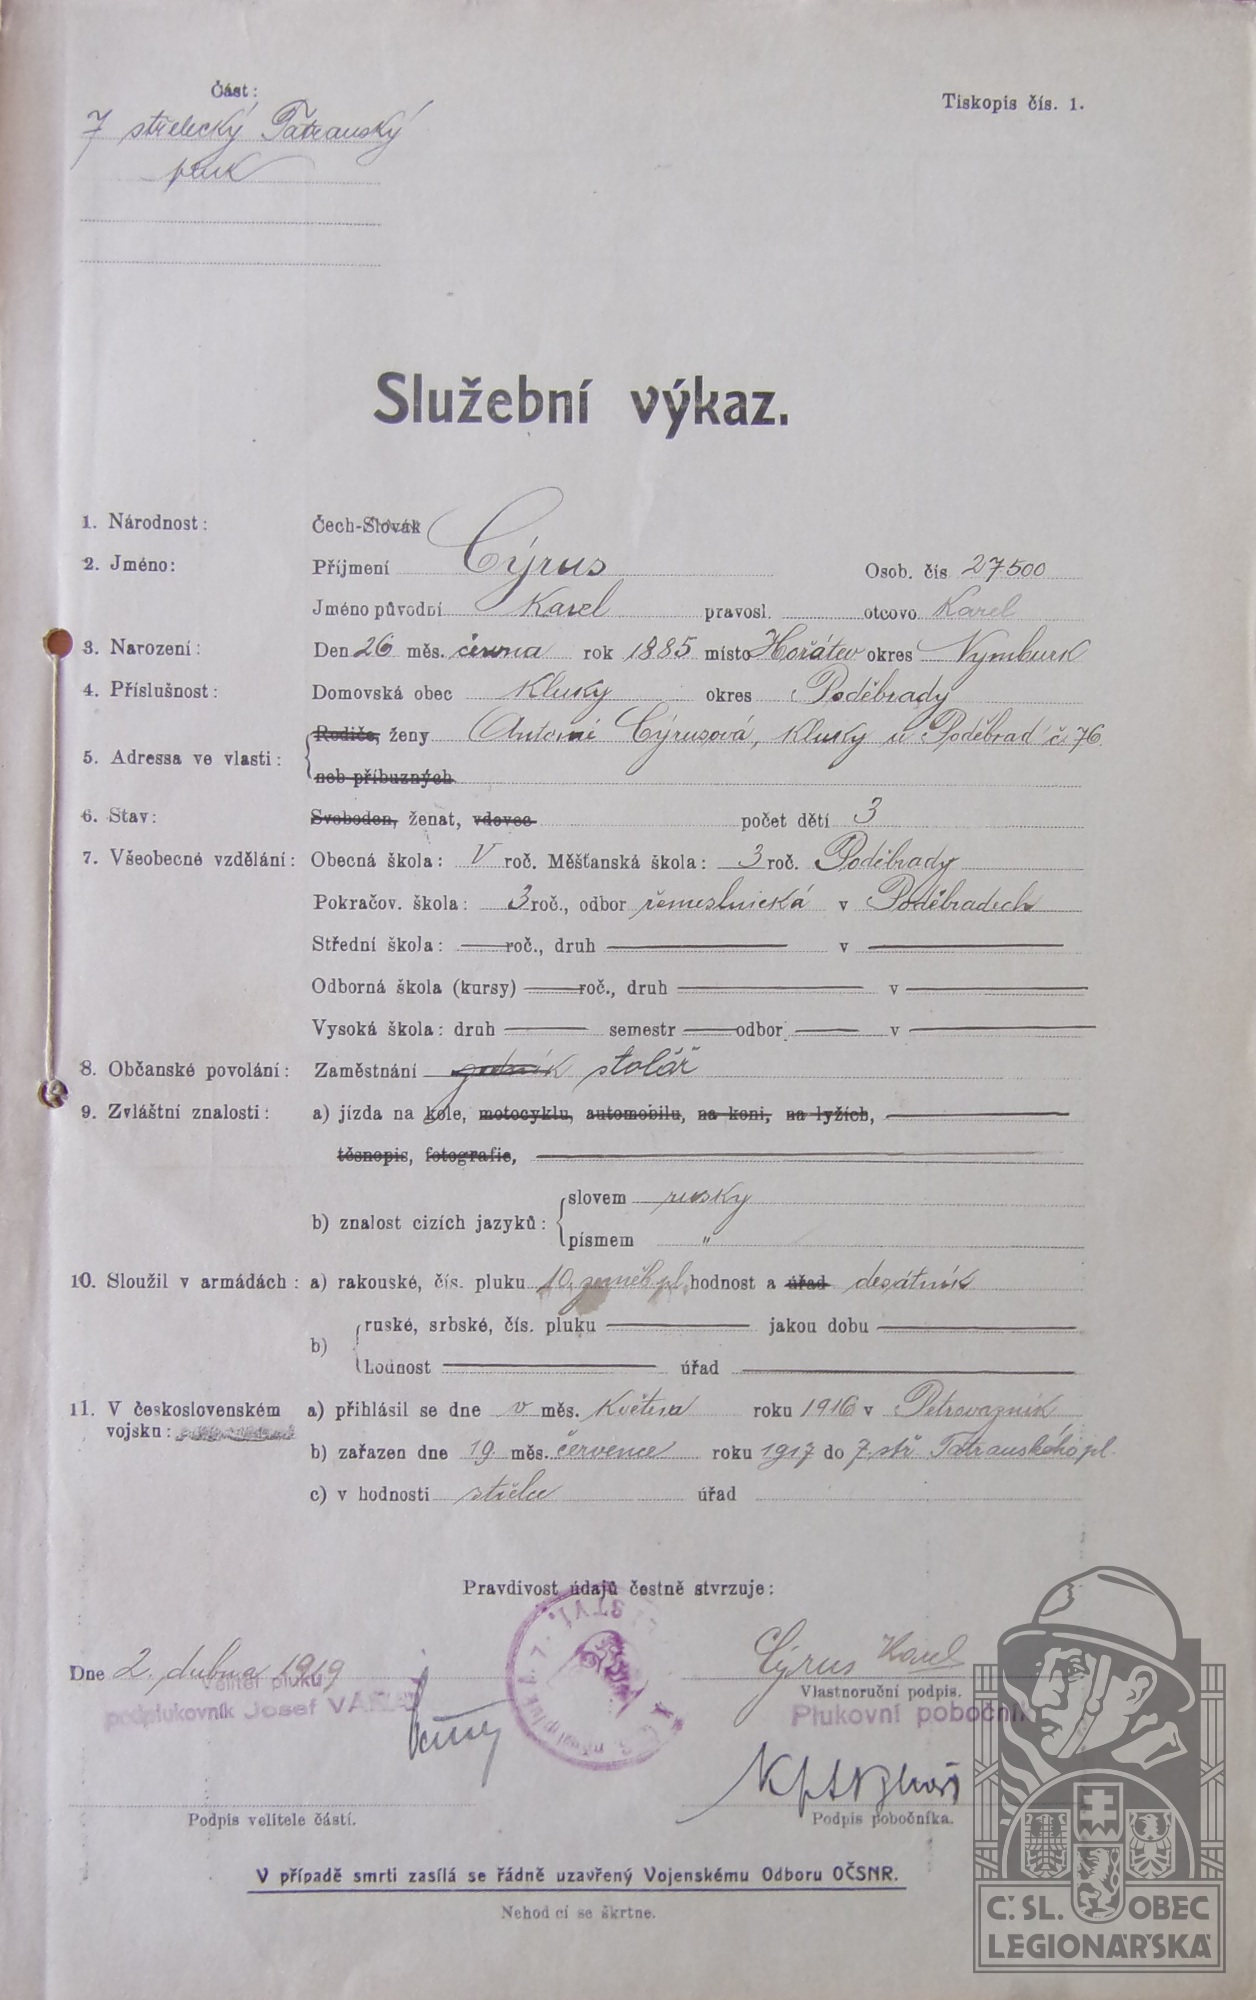 Část:
Tiskopis čís. 1.
7 střelecký Tatranský
pluk
Služební výkaz.
1. Národnost: Čech-Slovák
2. Jméno: Příjmení Cýrus Osob. čís 27500
Jméno původní Karel pravosl. otcovo Karel
3. Narození: Den 26 měs. června rok 1885 místo Hořátev okres Nymburk
4. Příslušnost: Domovská obec Kluky okres Poděbrady
5. Adressa ve vlasti: Rodiče, ženy Antonie Cýrusová, Kluky u Poděbrad č. 76
neb příbuzných
6. Stav: Svoboden, ženat, vdovec počet dětí 3
7. Všeobecné vzdělání: Obecná škola: V roč. Měšťanská škola: 3 roč. Poděbrady
Pokračov. škola: 3 roč., odbor řemeslnická v Poděbradech
Střední škola: roč., druh v
Odborná škola (kursy) roč., druh v
Vysoká škola: druh semestr odbor v
8. Občanské povolání: Zaměstnání stolář
9. Zvláštní znalosti: a) jízda na kole, motocyklu, automobilu, na koni, na lyžích,
těsnopis, fotografie,
b) znalost cizích jazyků: slovem rusky
písmem "
10. Sloužil v armádách: a) rakouské, čís. pluku 10. zeměb. pl. hodnost a úřad desátník
b) ruské, srbské, čís. pluku jakou dobu
hodnost úřad
11. V československém vojsku: a) přihlásil se dne v měs. Května roku 1916 v
b) zařazen dne 19. měs. července roku 1917 do 7. stř. Tatranského pl.
c) v hodnosti střelce úřad
Pravdivost údajů čestně stvrzuje:
Dne 2. dubna 1919
Cýrus Karel
Vlastnoruční podpis.
Velitel pluku
podplukovník Josef
Plukovní pobočník
Podpis velitele části.
Podpis pobočníka.
V případě smrti zasílá se řádně uzavřený Vojenskému Odboru OČSNR.
Nehodící se škrtne.
Č.SL. OBEC
LEGIONÁŘSKÁ